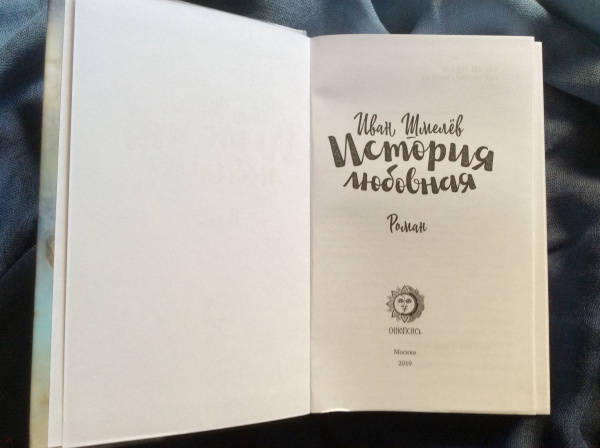 Иван Шмелёв
История
любовная
Роман
Москва
2019